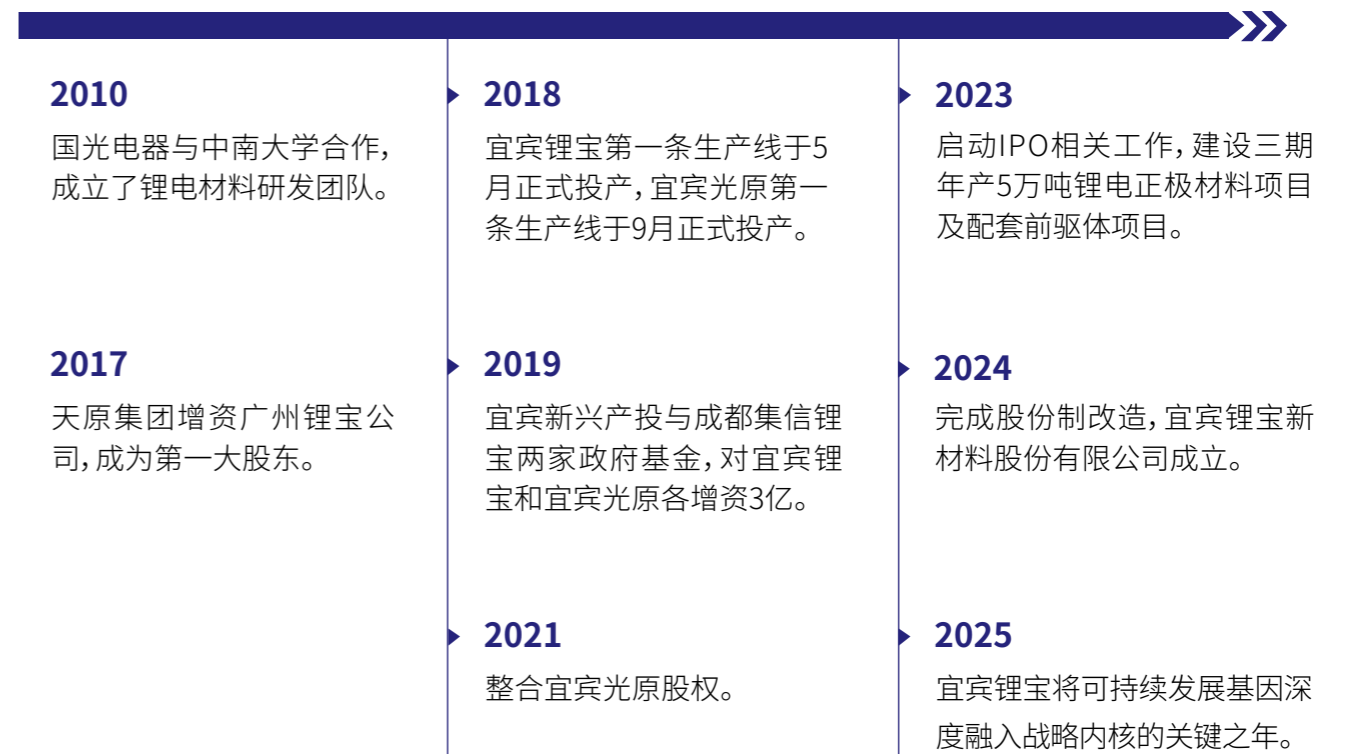 2010
国光电器与中南大学合作，
成立了锂电材料研发团队。
2017
天原集团增资广州锂宝公
司，成为第一大股东。
2018
宜宾锂宝第一条生产线于5
月正式投产，宜宾光原第一
条生产线于9月正式投产。
2019
宜宾新兴产投与成都集信锂
宝两家政府基金，对宜宾锂
宝和宜宾光原各增资3亿。
2021
整合宜宾光原股权。
2023
启动IPO相关工作，建设三期
年产5万吨锂电正极材料项目
及配套前驱体项目。
2024
完成股份制改造，宜宾锂宝新
材料股份有限公司成立。
2025
宜宾锂宝将可持续发展基因深
度融入战略内核的关键之年。